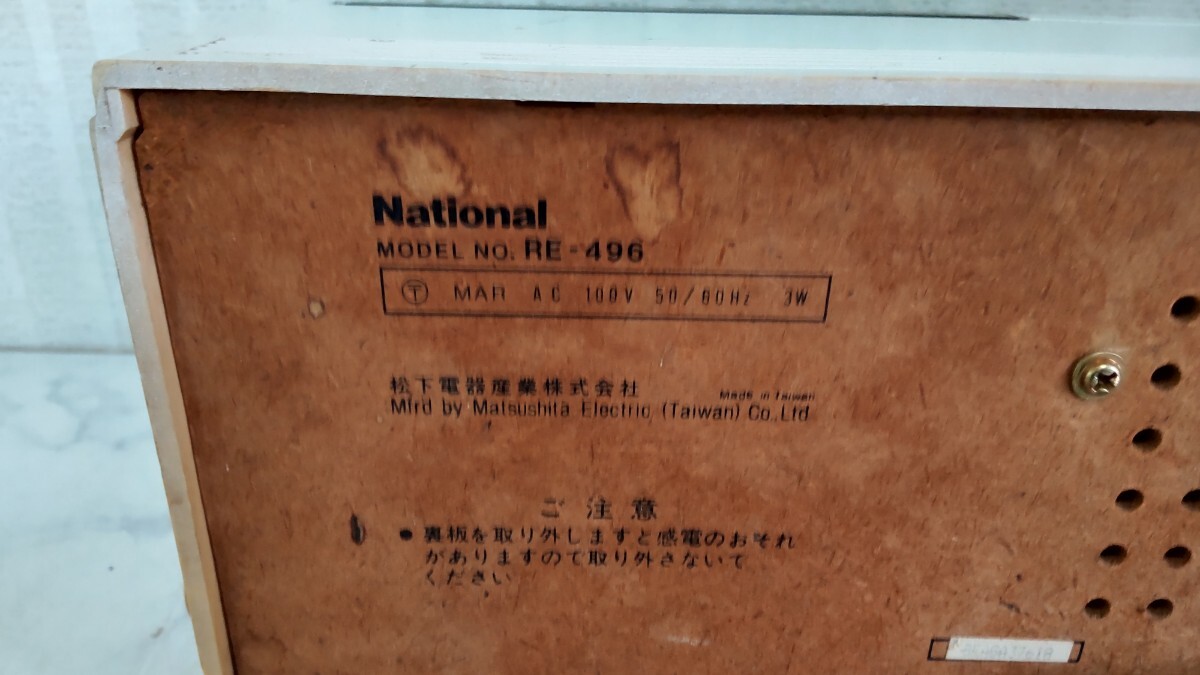 National
MODEL NO. RE-496
〒 MAR AC 100V 50/60Hz 3W
松下電器産業株式会社 Made in Taiwan
Mfrd by Matsushita Electric (Taiwan) Co., Ltd
ご注意
● 裏板を取り外しますと感電のおそれ
がありますので取り外さないで
ください